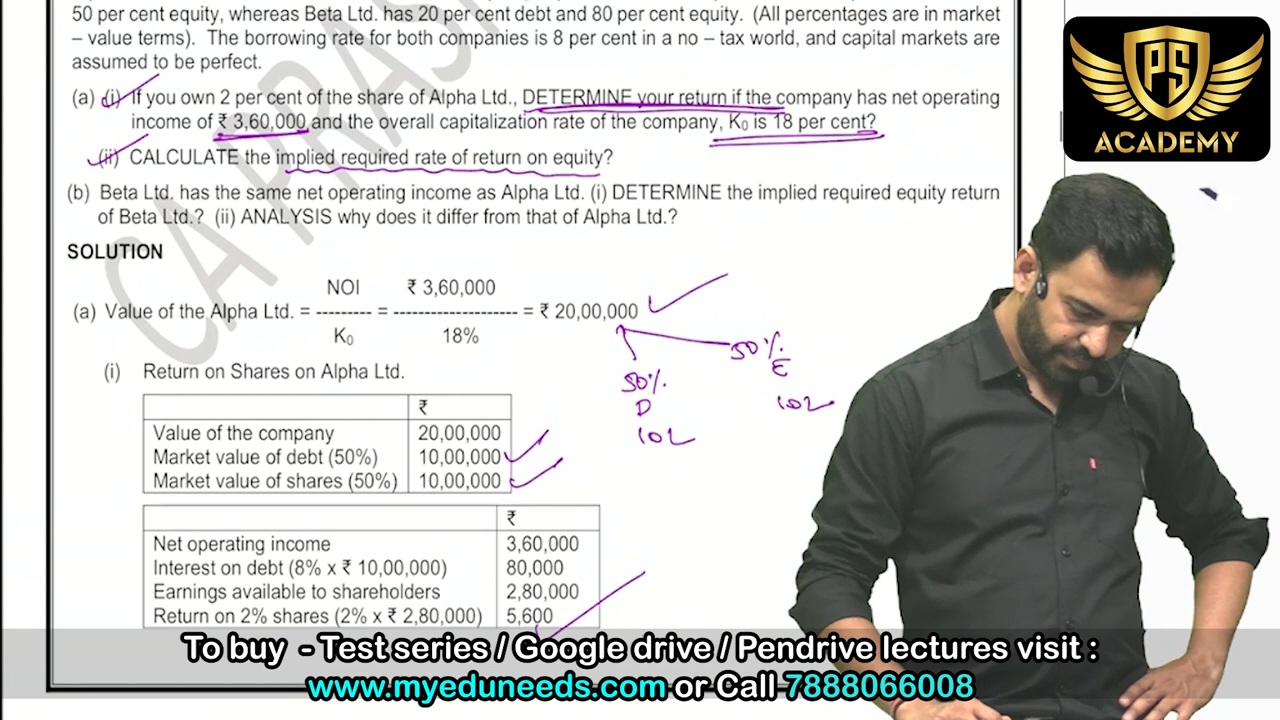 50 per cent equity, whereas Beta Ltd. has 20 per cent debt and 80 per cent equity. (All percentages are in market
– value terms). The borrowing rate for both companies is 8 per cent in a no – tax world, and capital markets are
assumed to be perfect.
(a) (i) If you own 2 per cent of the share of Alpha Ltd., DETERMINE your return if the company has net operating
income of ₹ 3,60,000 and the overall capitalization rate of the company, K₀ is 18 per cent?
(ii) CALCULATE the implied required rate of return on equity?
(b) Beta Ltd. has the same net operating income as Alpha Ltd. (i) DETERMINE the implied required equity return
of Beta Ltd.? (ii) ANALYSIS why does it differ from that of Alpha Ltd.?
SOLUTION
NOI ₹ 3,60,000
(a) Value of the Alpha Ltd. = --------- = -------------------- = ₹ 20,00,000
K₀ 18%
50% E
10L
50%
D
10L
(i) Return on Shares on Alpha Ltd.
₹
Value of the company 20,00,000
Market value of debt (50%) 10,00,000
Market value of shares (50%) 10,00,000
₹
Net operating income 3,60,000
Interest on debt (8% x ₹ 10,00,000) 80,000
Earnings available to shareholders 2,80,000
Return on 2% shares (2% x ₹ 2,80,000) 5,600
CA PRAS
PS
ACADEMY
To buy - Test series / Google drive / Pendrive lectures visit :
www.myeduneeds.com or Call 7888066008